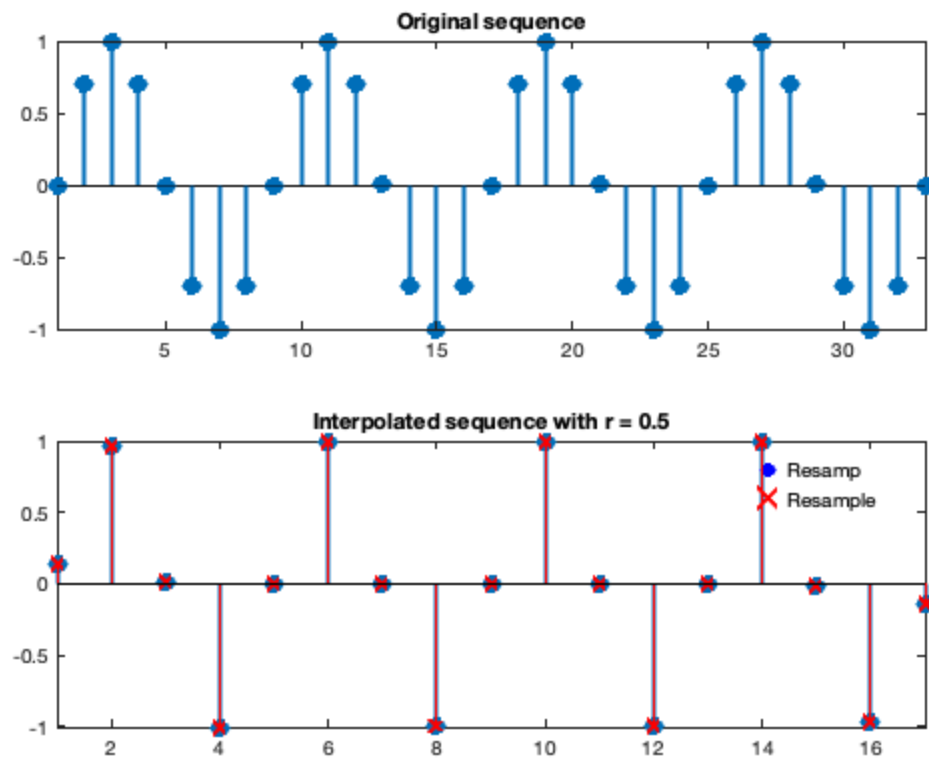 Original sequence
1
0.5
0
-0.5
-1
5 10 15 20 25 30
Interpolated sequence with r = 0.5
1
Resamp
0.5
Resample
0
-0.5
-1
2 4 6 8 10 12 14 16